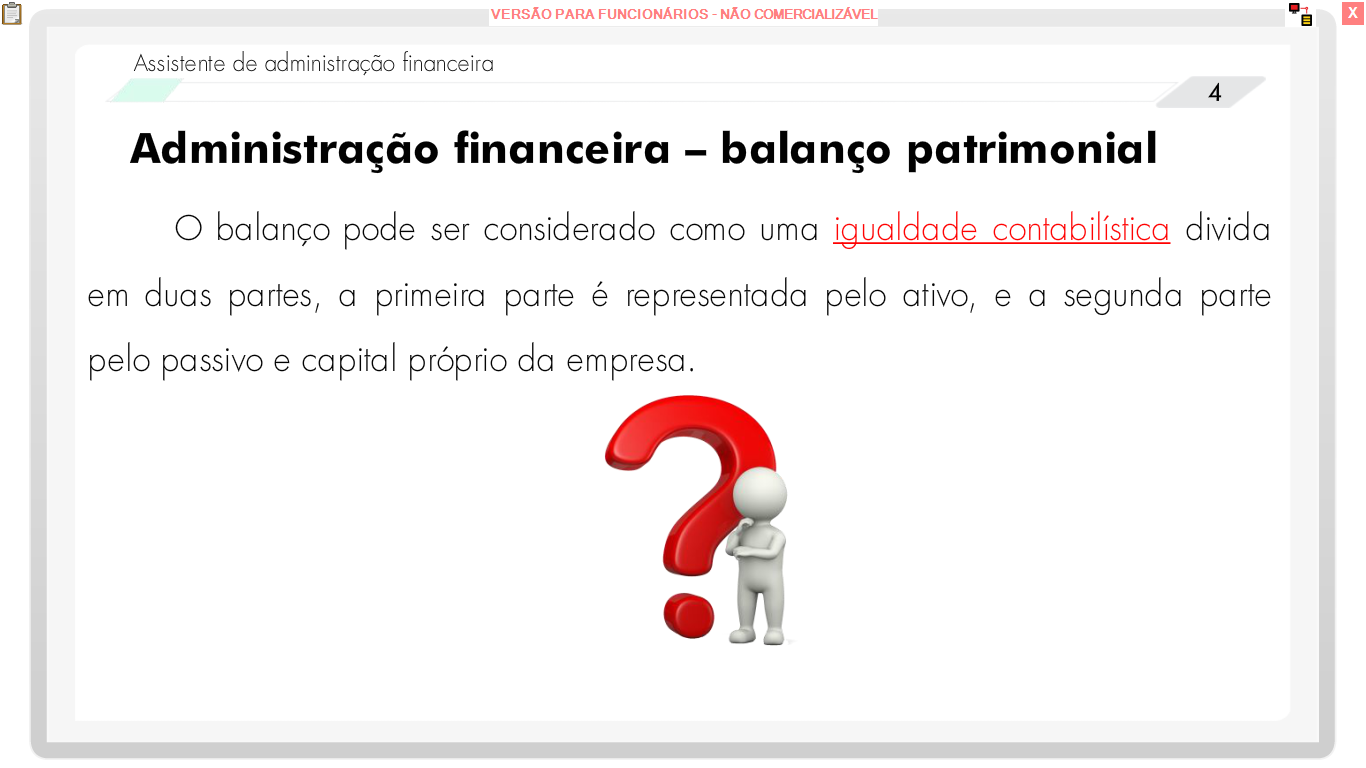 VERSÃO PARA FUNCIONÁRIOS - NÃO COMERCIALIZÁVEL
X
Assistente de administração financeira
4
Administração financeira – balanço patrimonial
O balanço pode ser considerado como uma igualdade contabilística divida
em duas partes, a primeira parte é representada pelo ativo, e a segunda parte
pelo passivo e capital próprio da empresa.